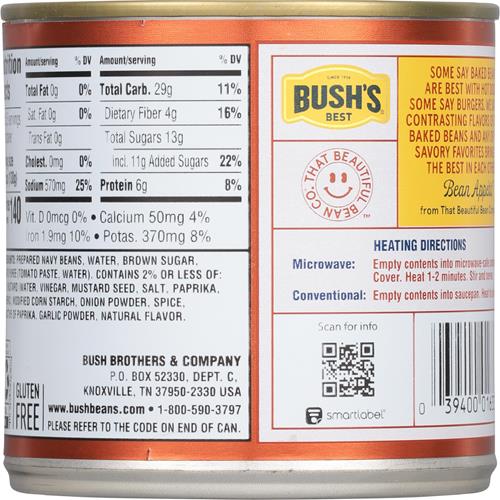 Amount/serving % DV
Total Fat 0g 0%
Sat. Fat 0g 0%
Trans Fat 0g
Cholest. 0mg 0%
Sodium 570mg 25%
140
Amount/serving % DV
Total Carb. 29g 11%
Dietary Fiber 4g 16%
Total Sugars 13g
incl. 11g Added Sugars 22%
Protein 6g 8%
Vit. D 0mcg 0% • Calcium 50mg 4%
Iron 1.9mg 10% • Potas. 370mg 8%
PREPARED NAVY BEANS, WATER, BROWN SUGAR,
TOMATO PASTE, WATER). CONTAINS 2% OR LESS OF:
WATER, VINEGAR, MUSTARD SEED, SALT, PAPRIKA,
MODIFIED CORN STARCH, ONION POWDER, SPICE,
OF PAPRIKA, GARLIC POWDER, NATURAL FLAVOR.
GLUTEN
FREE
BUSH BROTHERS & COMPANY
P.O. BOX 52330, DEPT. C,
KNOXVILLE, TN 37950-2330 USA
www.bushbeans.com • 1-800-590-3797
PLEASE REFER TO THE CODE ON END OF CAN.
SINCE 1908
BUSH'S
BEST
THAT BEAUTIFUL BEAN CO. ™
SOME SAY BAKED
ARE BEST WITH HOT
SOME SAY BURGERS.
CONTRASTING FLAVORS
BAKED BEANS AND
SAVORY FAVORITES
THE BEST IN EACH
Bean Appétit
from That Beautiful Bean
HEATING DIRECTIONS
Microwave: Empty contents into microwave-safe
Cover. Heat 1-2 minutes. Stir and
Conventional: Empty contents into saucepan. Heat
Scan for info
smartlabel
0 39400